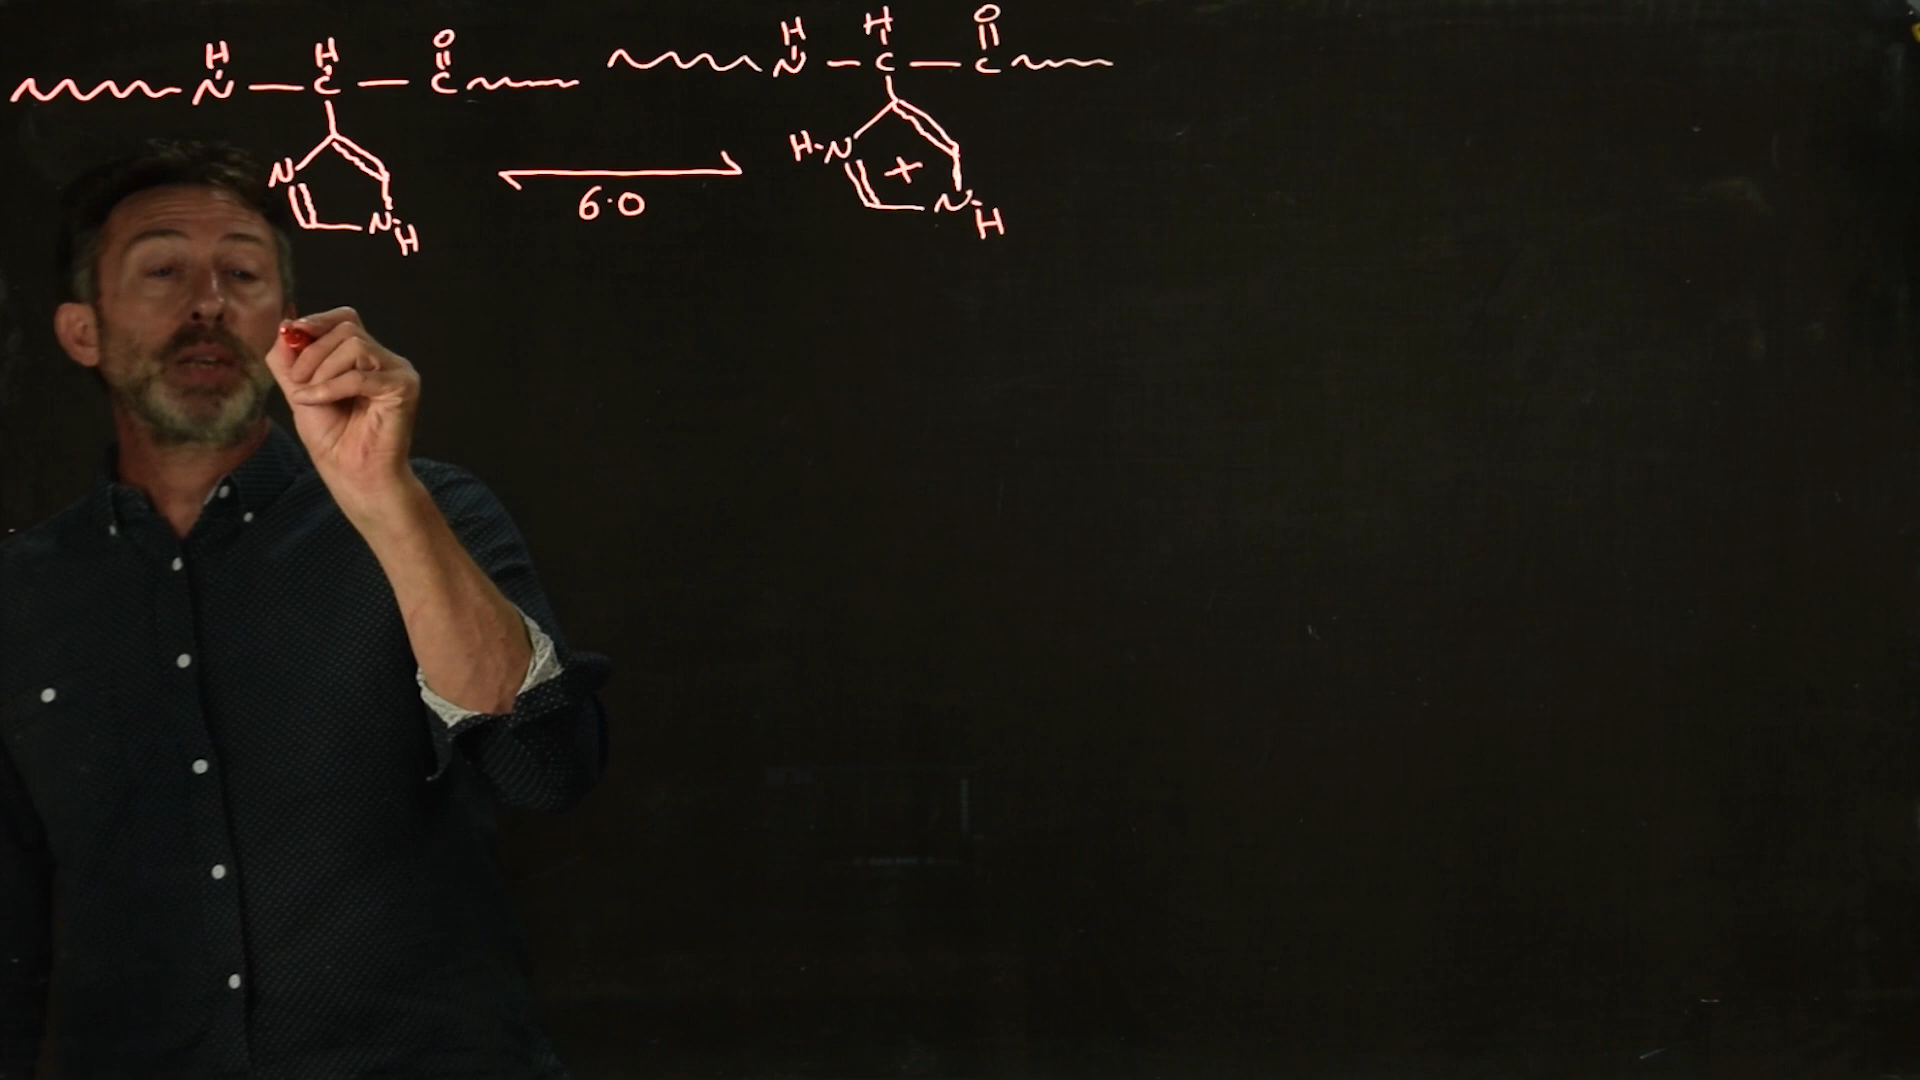 H H O H H O
N — C — C N — C — C
N H-N +
N H N H
6.0